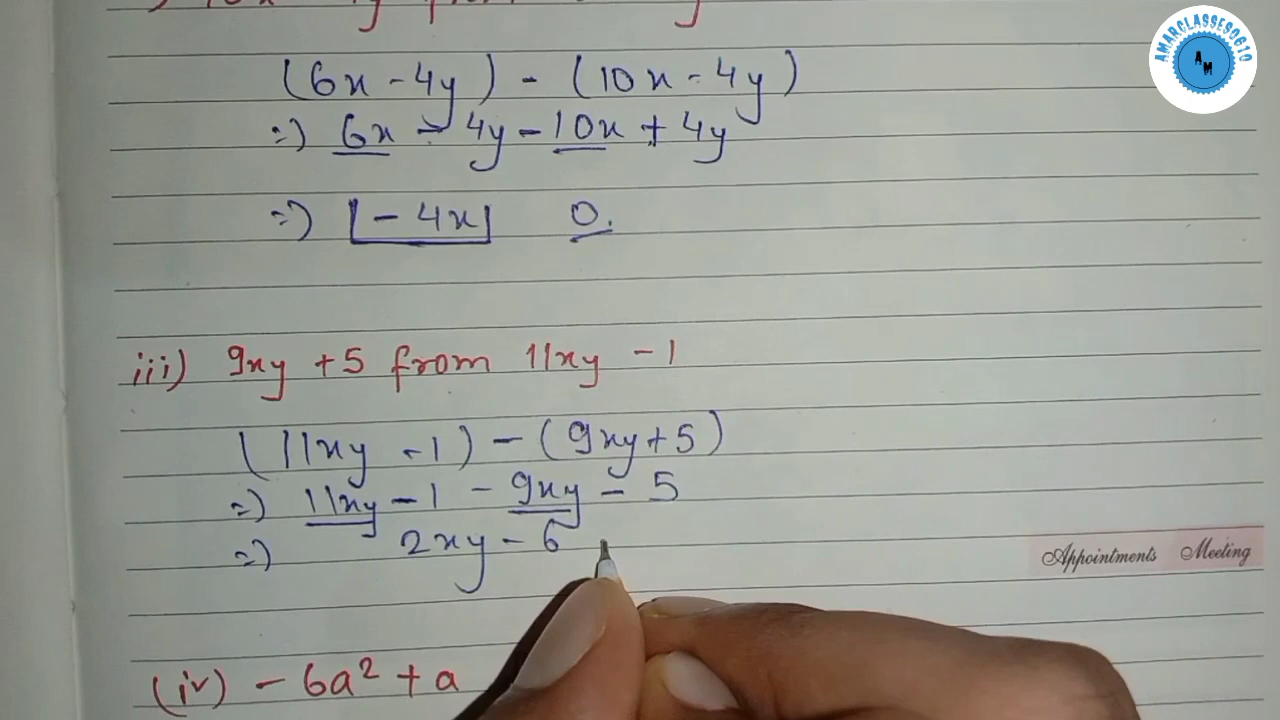 AMARCLASSES0610
AM
(6x - 4y) - (10x - 4y)
=) 6x - 4y - 10x + 4y
=) - 4x 0.
iii) 9xy + 5 from 11xy - 1
(11xy - 1) - (9xy + 5)
=) 11xy - 1 - 9xy - 5
=) 2xy - 6
Appointments Meeting
(iv) - 6a² + a